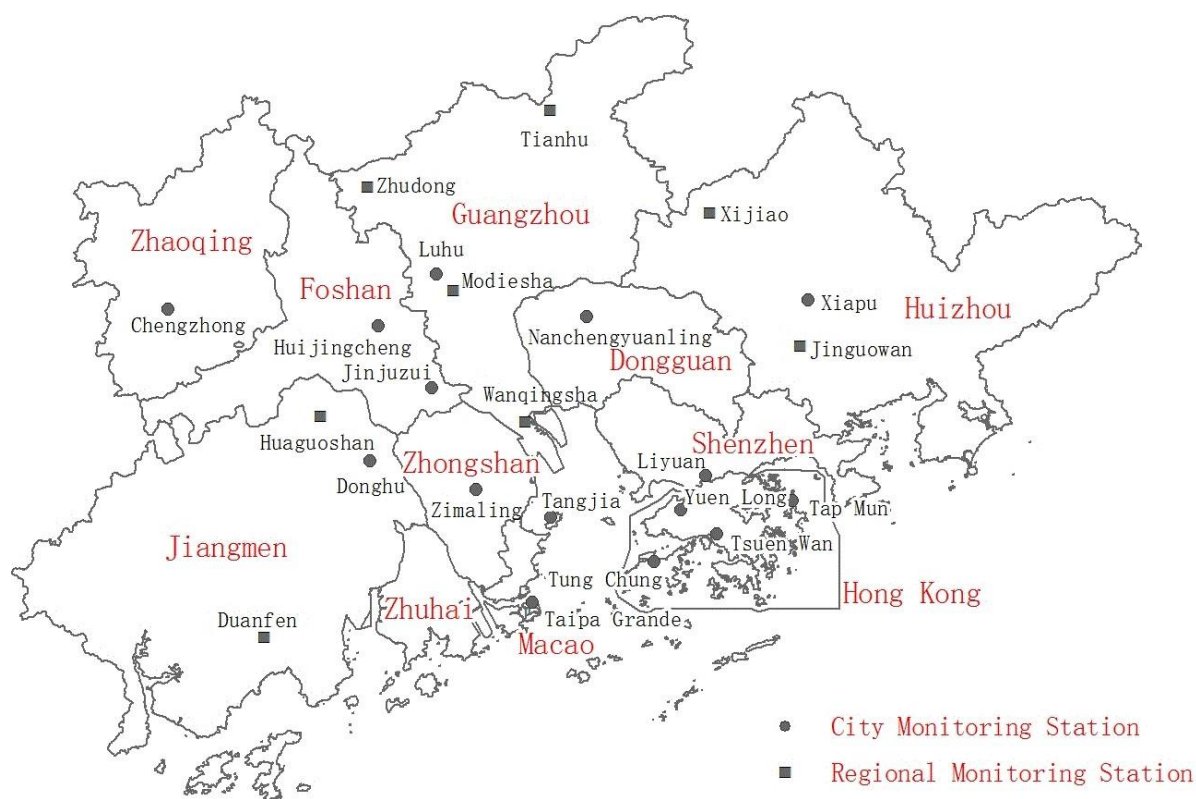 Tianhu
Zhudong
Guangzhou
Xijiao
Zhaoqing
Luhu
Modiesha
Foshan
Chengzhong
Xiapu
Huizhou
Nanchengyuanling
Huijingcheng
Dongguan
Jinguowan
Jinjuzui
Wanqingsha
Huaguoshan
Shenzhen
Zhongshan
Liyuan
Donghu
Zimaling
Tangjia
Yuen Long
Tap Mun
Tsuen Wan
Jiangmen
Tung Chung
Hong Kong
Zhuhai
Duanfen
Taipa Grande
Macao
City Monitoring Station
Regional Monitoring Station